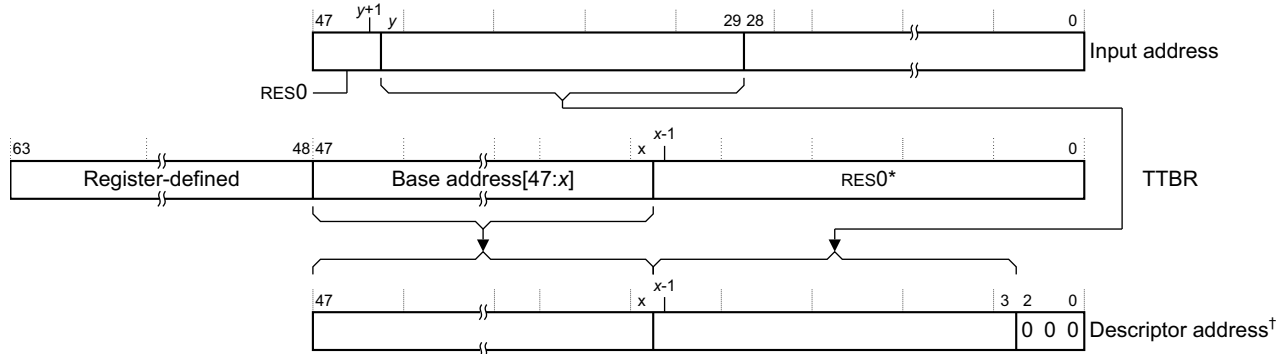 y+1
47 y 29 28 0
Input address
RES0
x-1
63 48 47 x 0
Register-defined Base address[47:x] RES0* TTBR
x-1
47 x 3 2 0
0 0 0 Descriptor address†